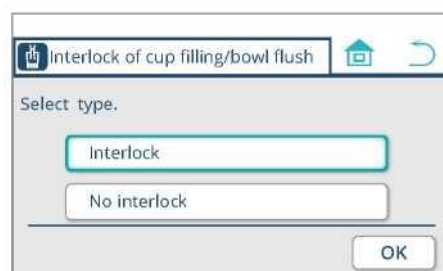 Interlock of cup filling/bowl flush
Select type.
Interlock
No interlock
OK